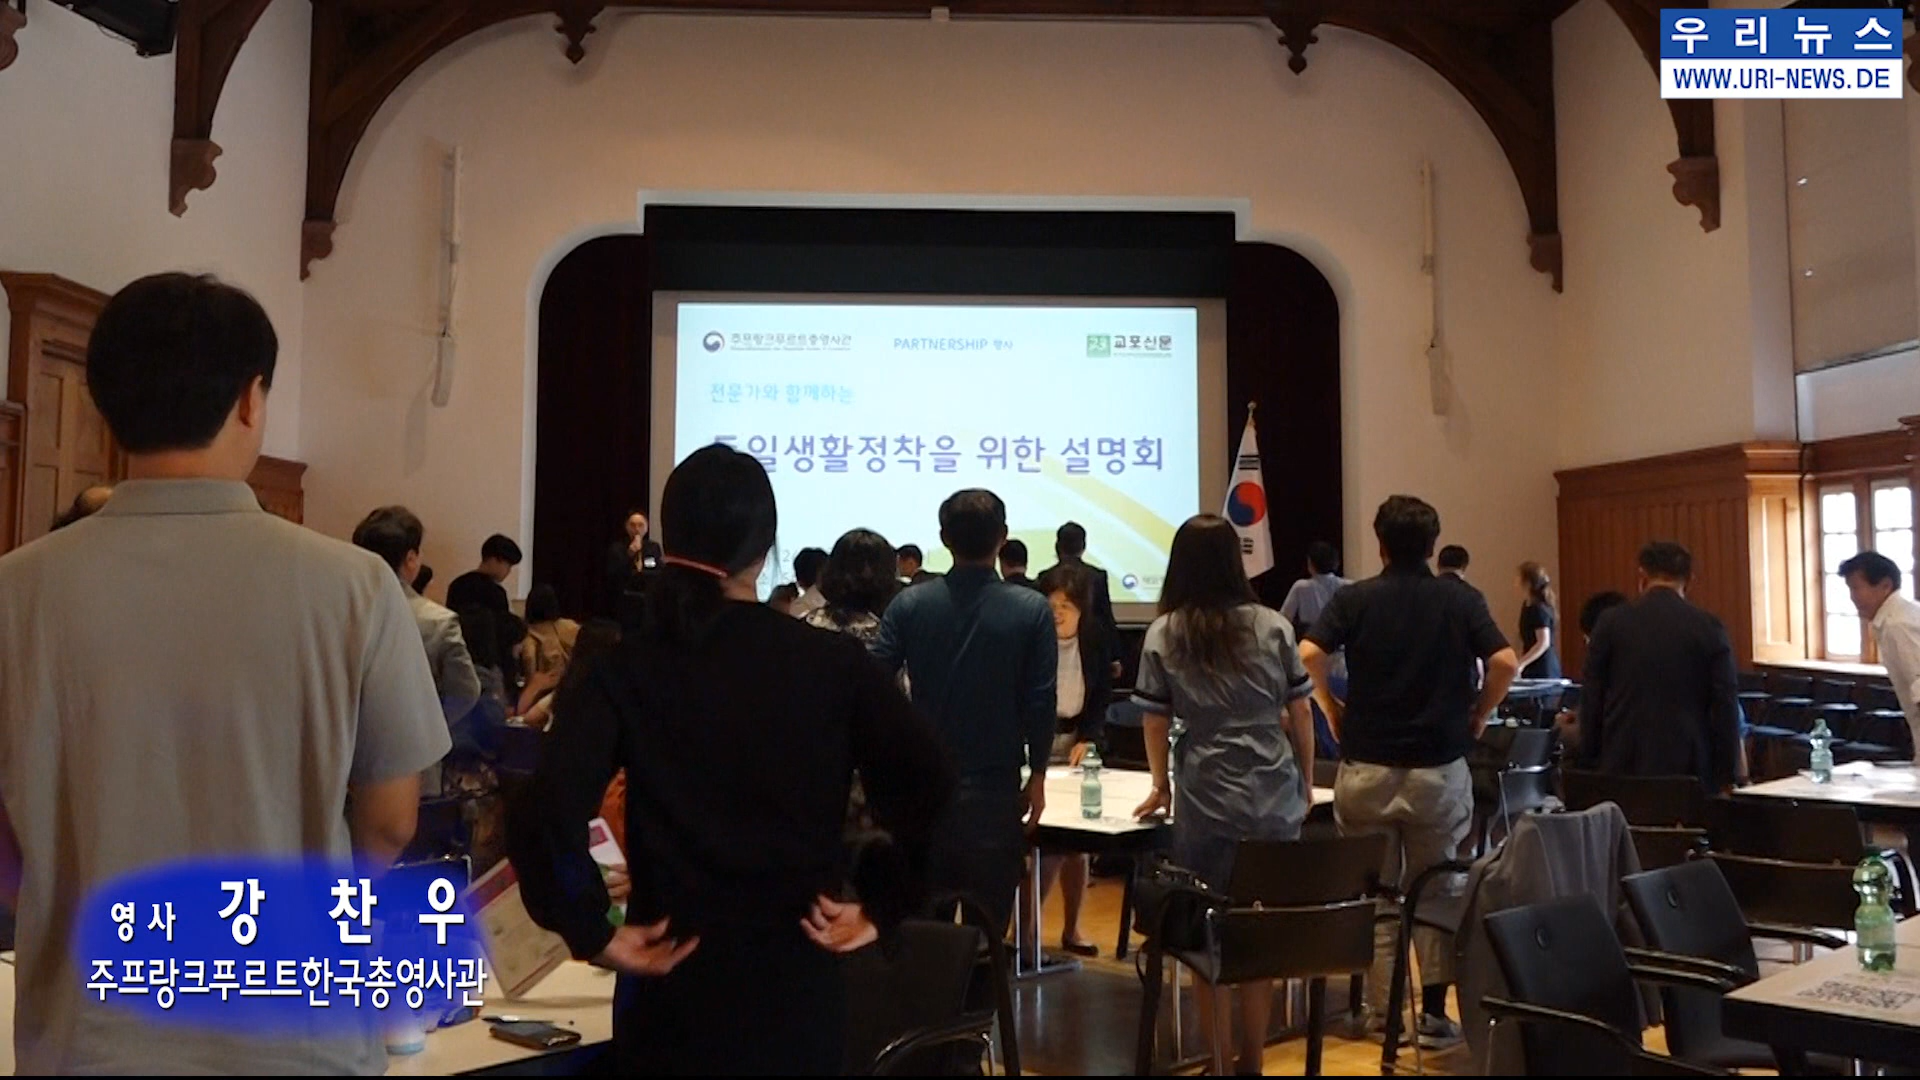 우리뉴스
WWW.URI-NEWS.DE
주프랑크푸르트총영사관
PARTNERSHIP 행사
교포신문
전문가와 함께하는
독일생활정착을 위한 설명회
영사 강찬우
주프랑크푸르트한국총영사관